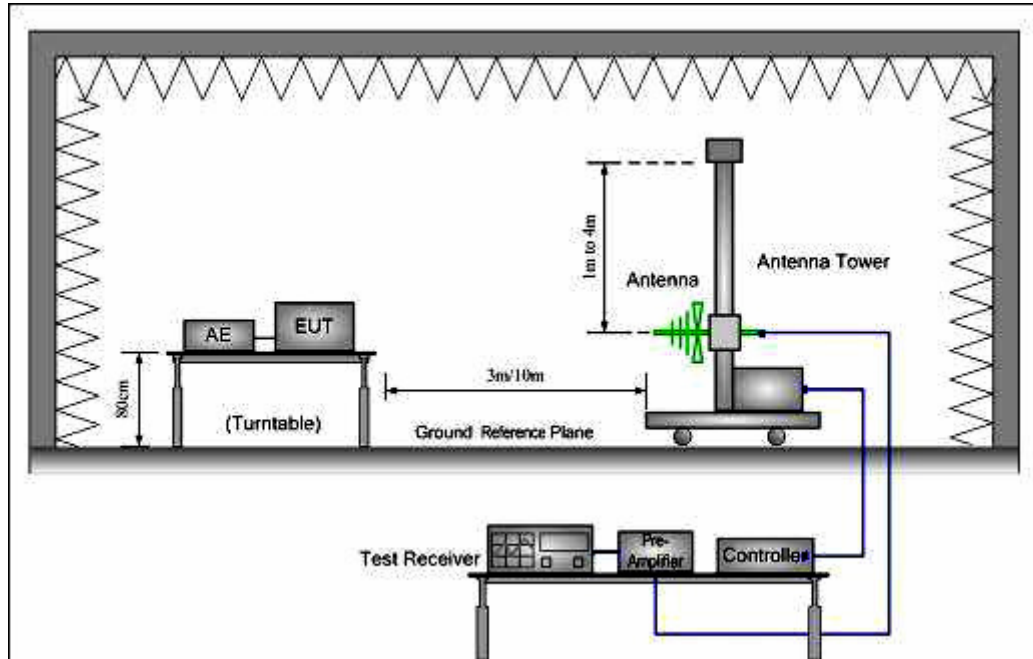 1m to 4m
Antenna
Antenna Tower
AE
EUT
80cm
3m/10m
(Turntable)
Ground Reference Plane
Test Receiver
Pre-
Amplifier
Controller